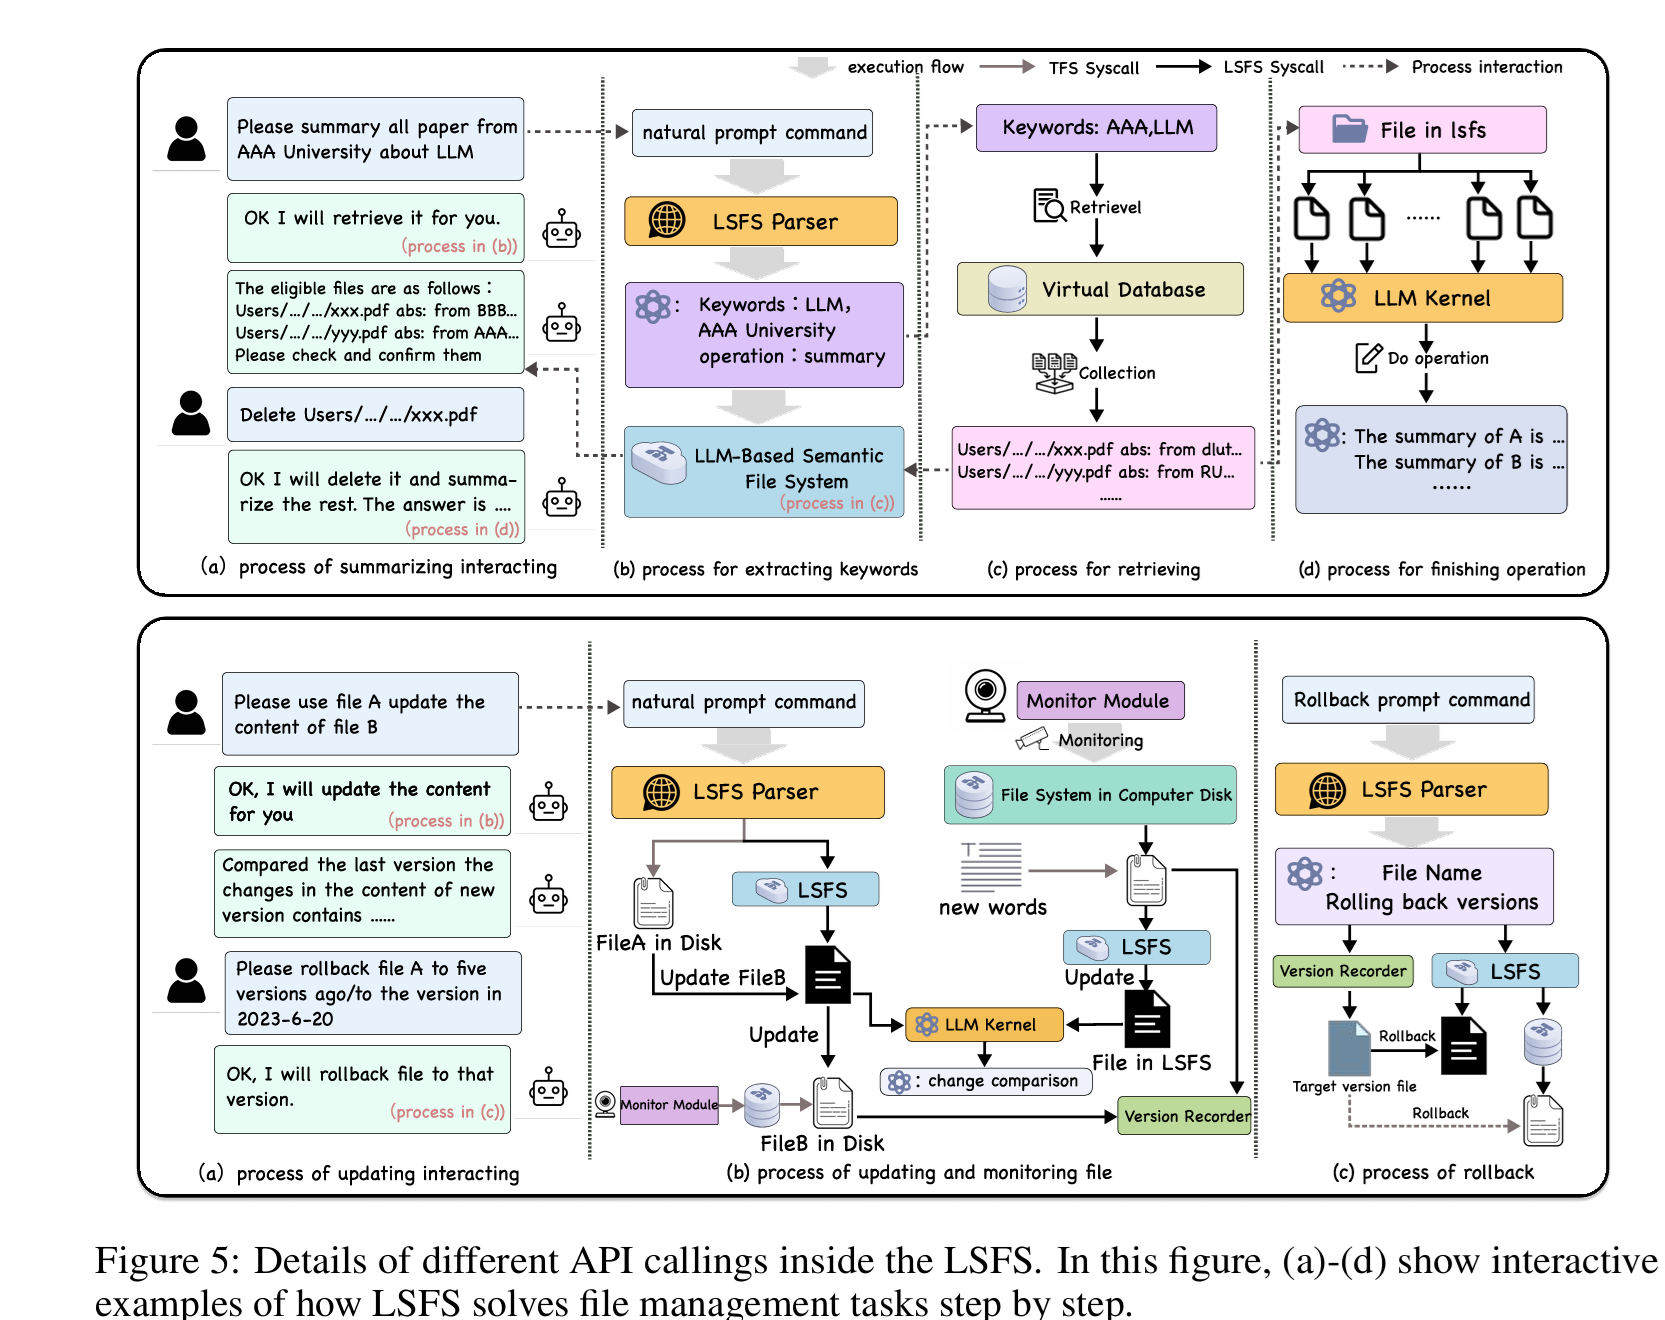 execution flow
TFS Syscall
LSFS Syscall
Process interaction
Please summary all paper from
AAA University about LLM
OK I will retrieve it for you.
(process in (b))
The eligible files are as follows：
Users/.../.../xxx.pdf abs: from BBB...
Users/.../.../yyy.pdf abs: from AAA...
Please check and confirm them
Delete Users/.../.../xxx.pdf
OK I will delete it and summa-
rize the rest. The answer is ....
(process in (d))
(a) process of summarizing interacting
natural prompt command
LSFS Parser
: Keywords：LLM,
AAA University
operation：summary
LLM-Based Semantic
File System
(process in (c))
(b) process for extracting keywords
Keywords: AAA,LLM
Retrievel
Virtual Database
Collection
Users/.../.../xxx.pdf abs: from dlut...
Users/.../.../yyy.pdf abs: from RU...
......
(c) process for retrieving
File in lsfs
......
LLM Kernel
Do operation
: The summary of A is ...
The summary of B is ...
......
(d) process for finishing operation
Please use file A update the
content of file B
OK, I will update the content
for you
(process in (b))
Compared the last version the
changes in the content of new
version contains ......
Please rollback file A to five
versions ago/to the version in
2023-6-20
OK, I will rollback file to that
version.
(process in (c))
(a) process of updating interacting
natural prompt command
LSFS Parser
LSFS
FileA in Disk
Update FileB
Update
Monitor Module
FileB in Disk
Monitor Module
Monitoring
File System in Computer Disk
T
new words
LSFS
Update
LLM Kernel
File in LSFS
: change comparison
Version Recorder
(b) process of updating and monitoring file
Rollback prompt command
LSFS Parser
: File Name
Rolling back versions
Version Recorder
LSFS
Rollback
Target version file
Rollback
(c) process of rollback
Figure 5: Details of different API callings inside the LSFS. In this figure, (a)-(d) show interactive
examples of how LSFS solves file management tasks step by step.